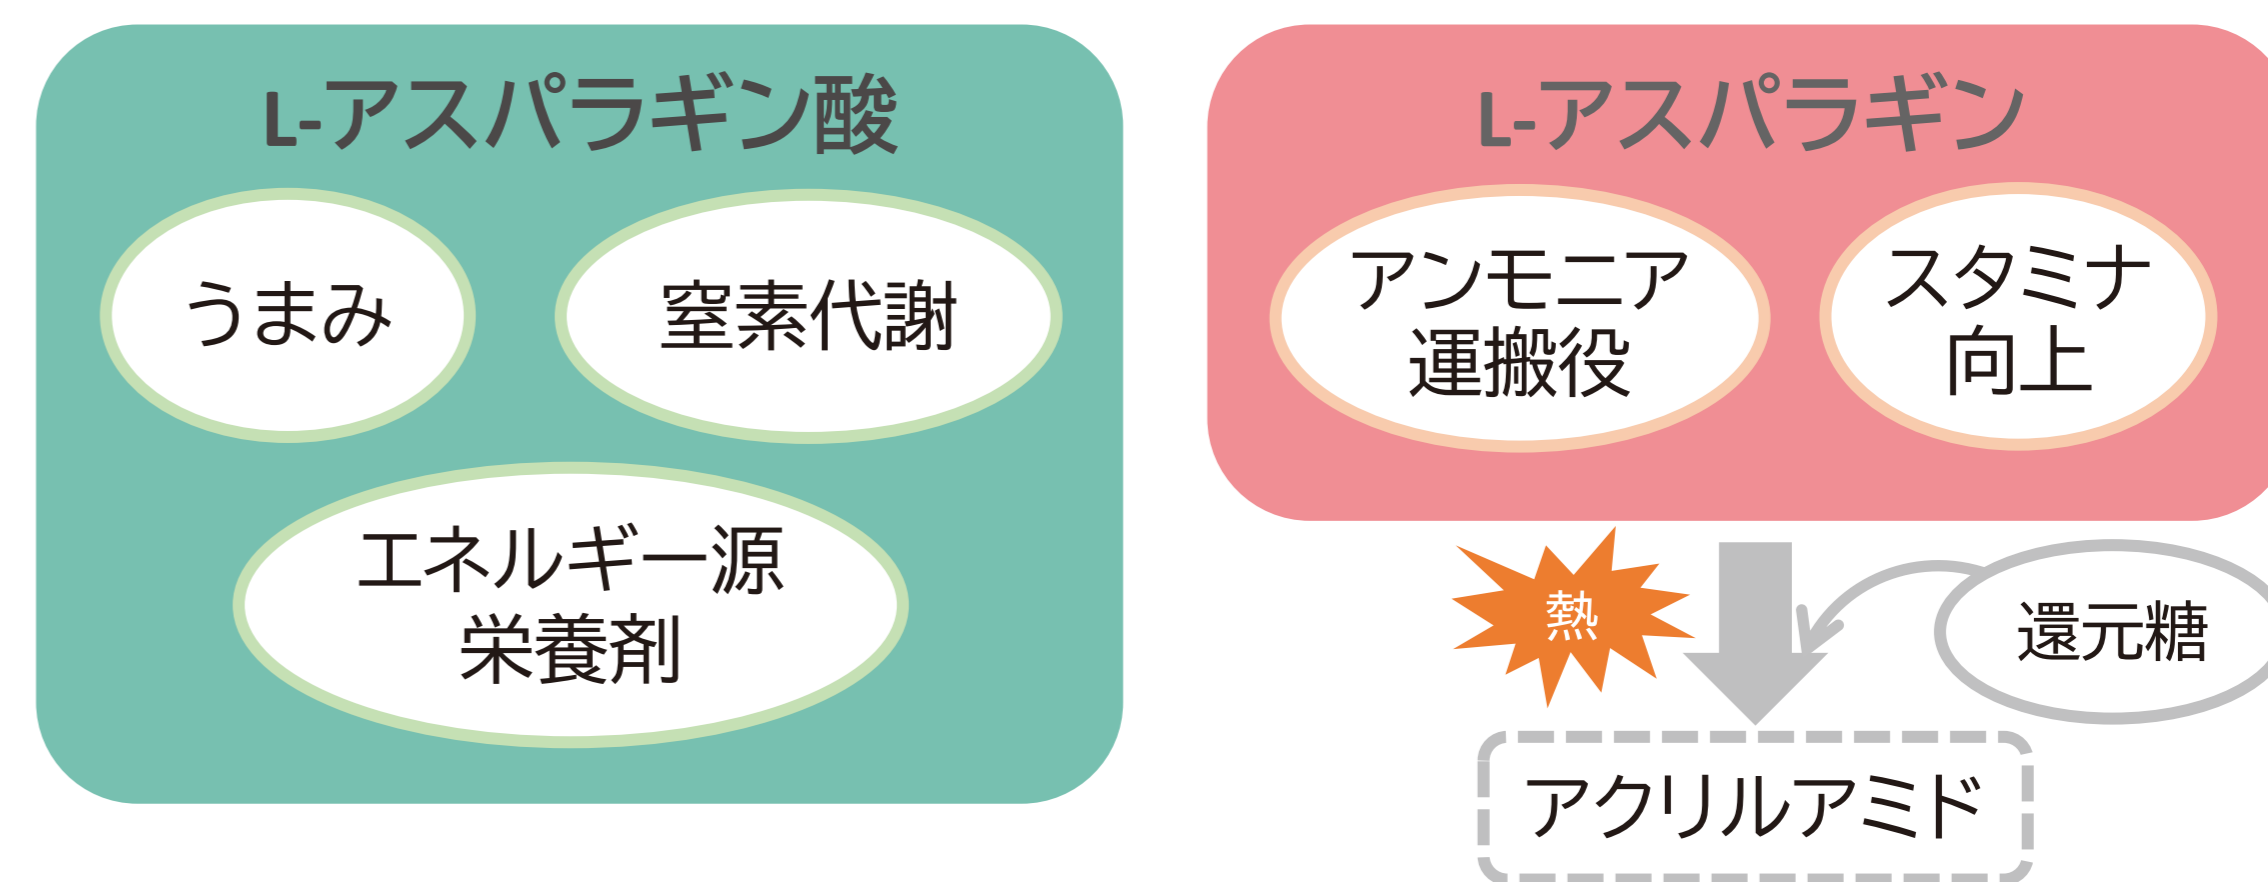 L-アスパラギン酸
うまみ
窒素代謝
エネルギー源
栄養剤
L-アスパラギン
アンモニア
運搬役
スタミナ
向上
熱
還元糖
アクリルアミド